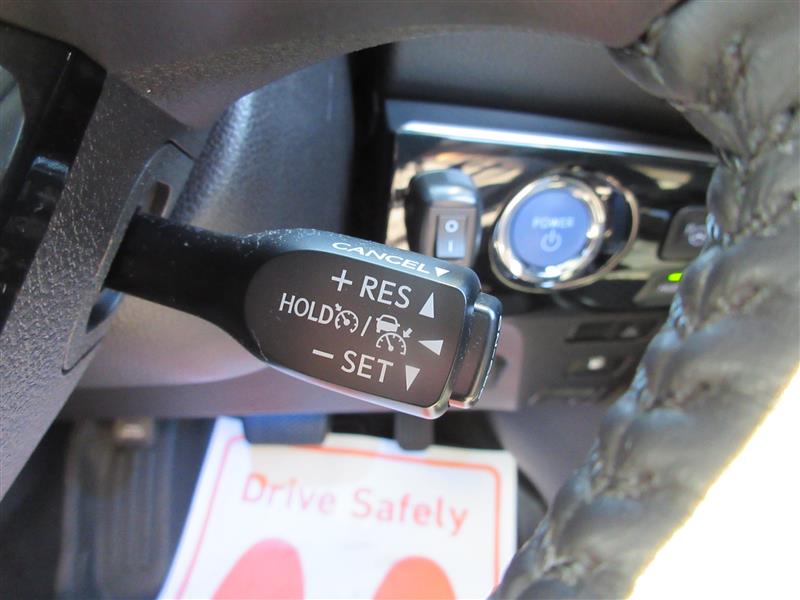 CANCEL▼
+ RES ▲
HOLD / ◀
− SET ▼
POWER
O
I
Drive Safely